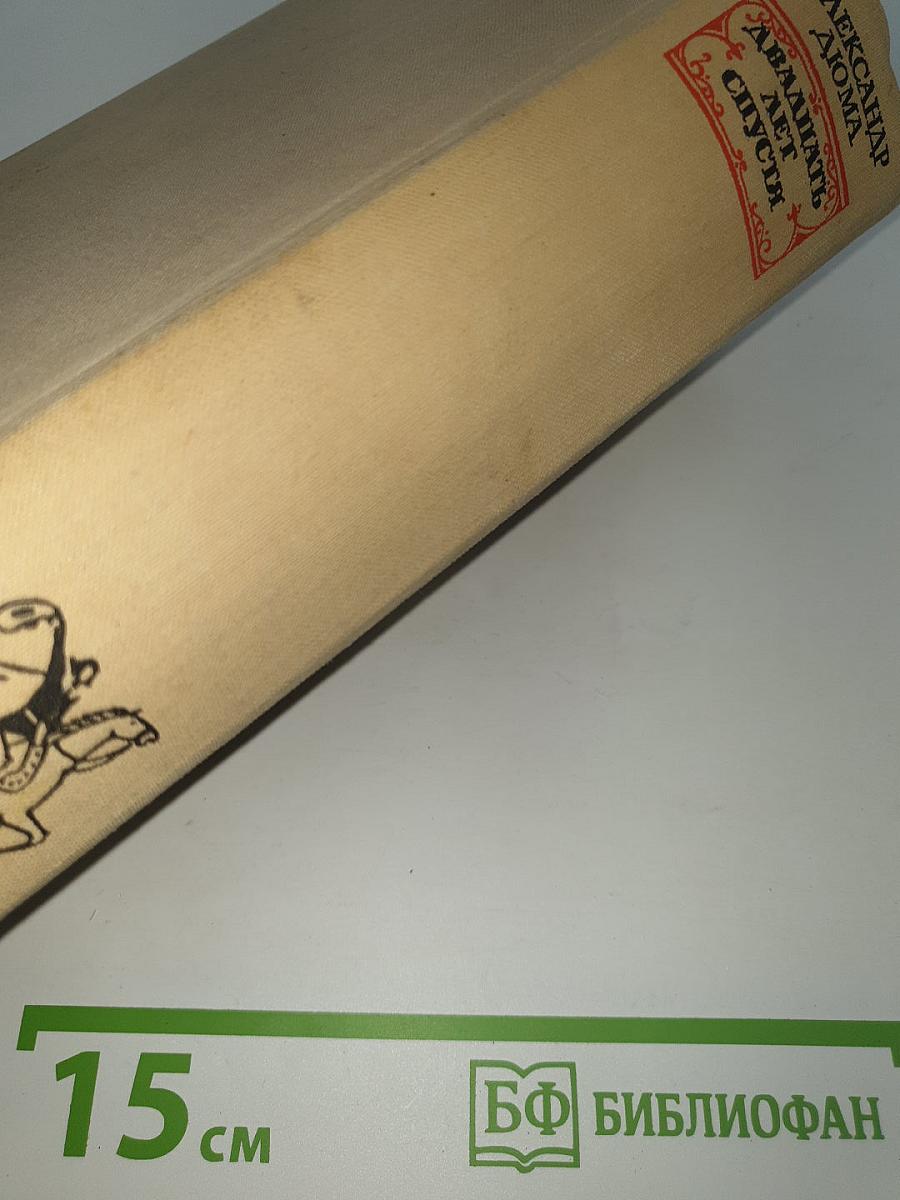 ЛЕКСАНДР
ДЮМА
ДВАДЦАТЬ
ЛЕТ
СПУСТЯ
15 см
БФ БИБЛИОФАН